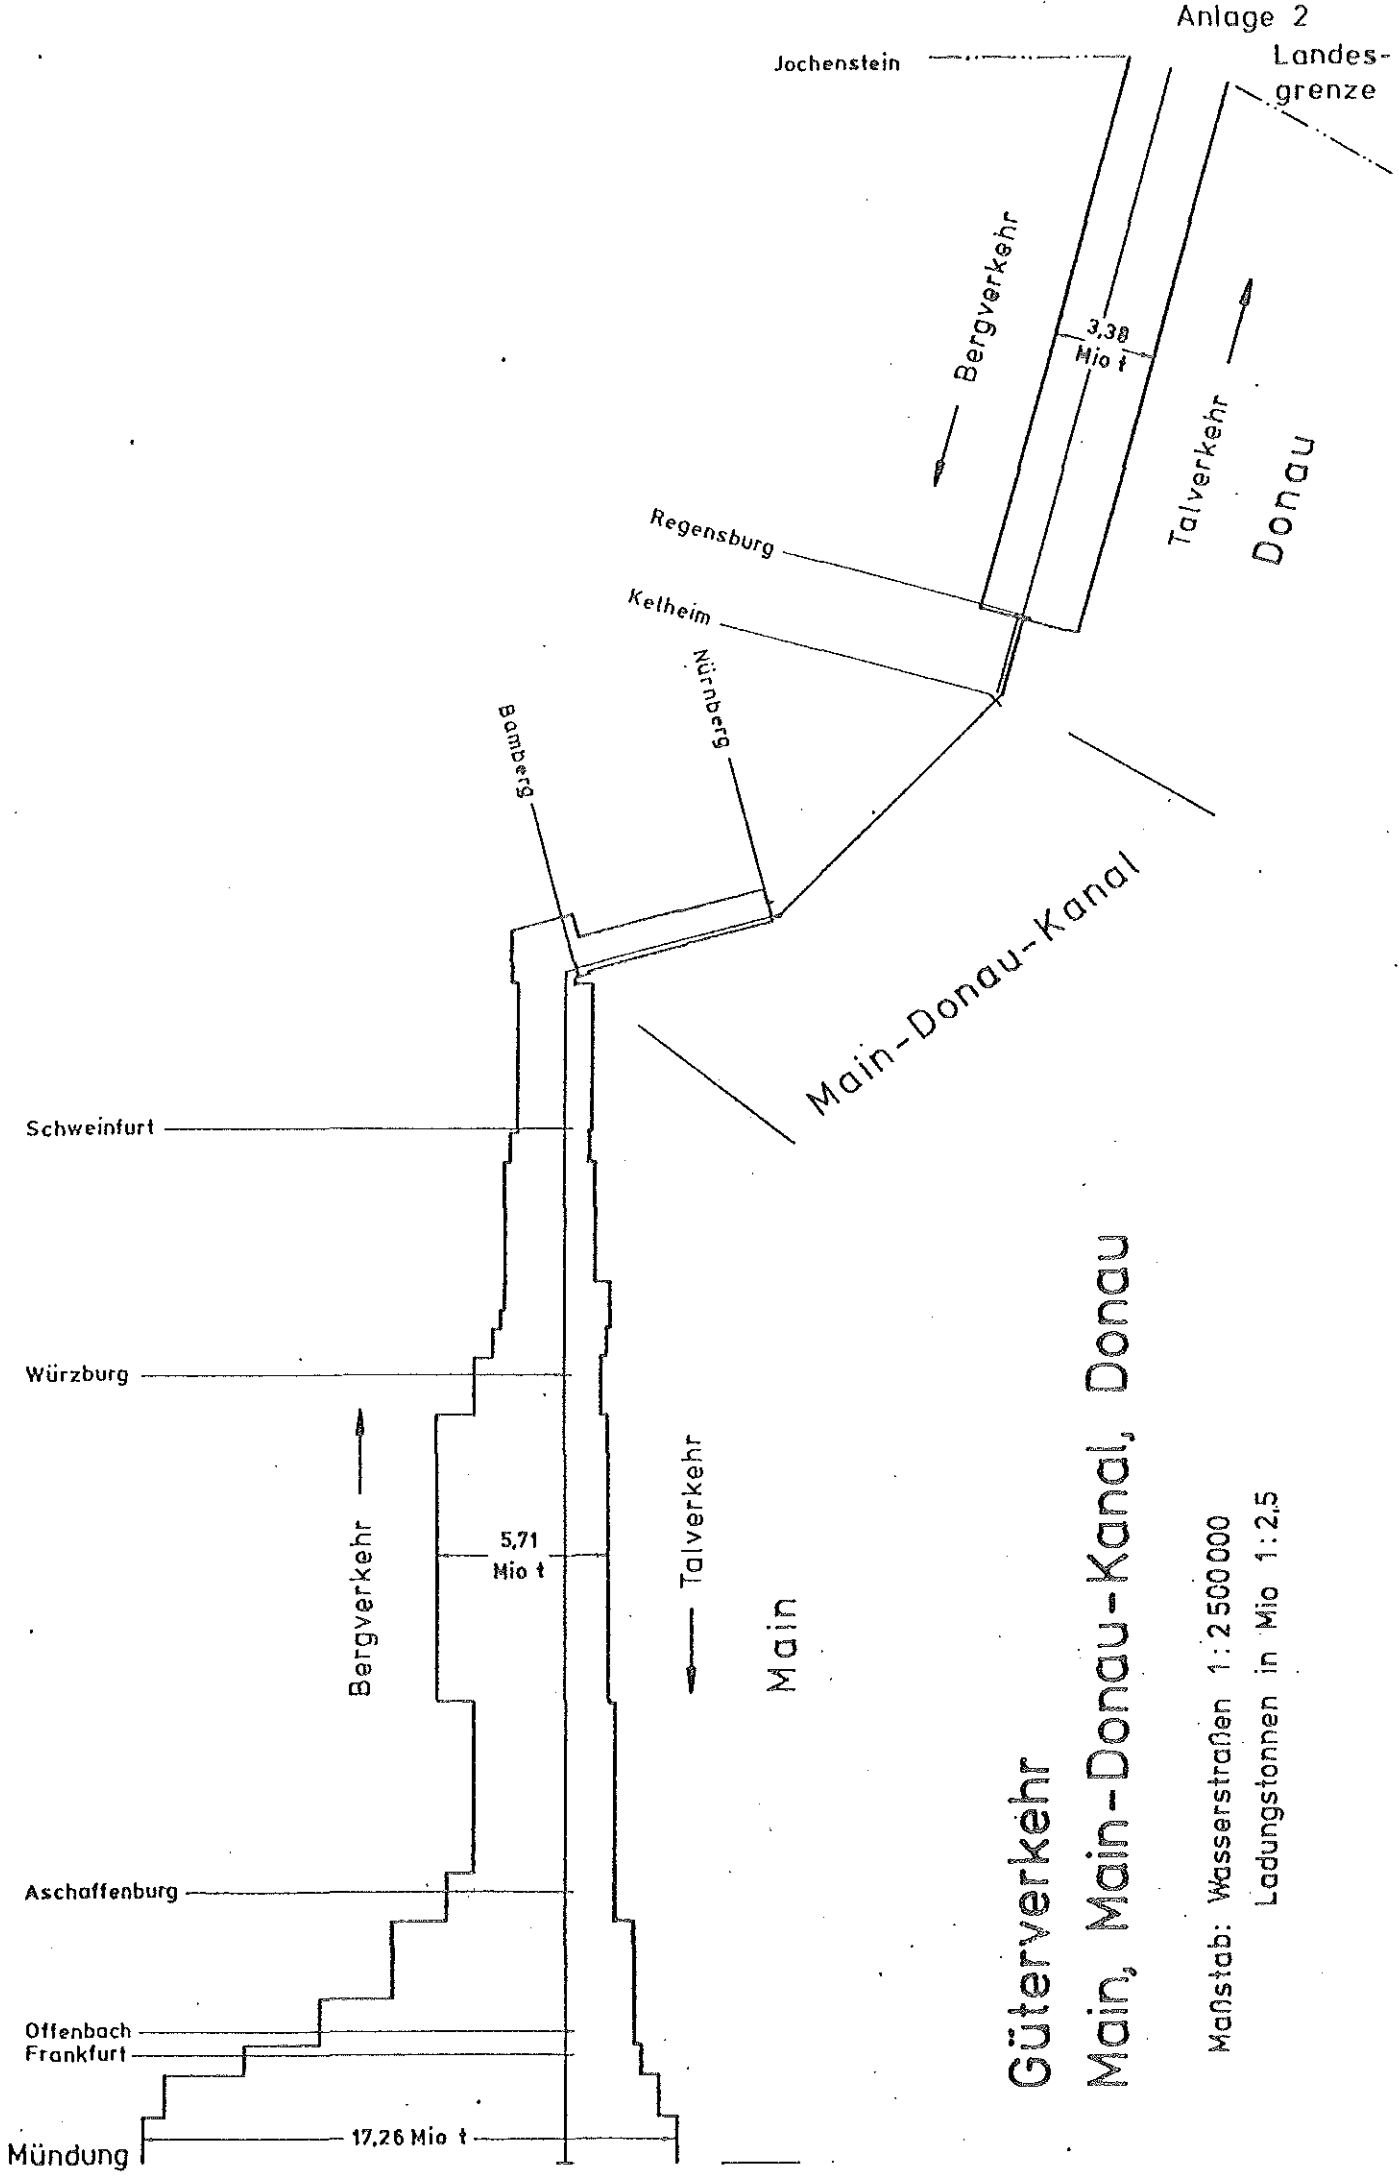 Anlage 2
Landes-
grenze
Jochenstein
Bergverkehr
3,38
Mio t
Talverkehr
Donau
Regensburg
Kelheim
Nürnberg
Bamberg
Main-Donau-Kanal
Schweinfurt
Würzburg
Bergverkehr
5,71
Mio t
Talverkehr
Main
Aschaffenburg
Offenbach
Frankfurt
Mündung
17,26 Mio t
Güterverkehr
Main, Main-Donau-Kanal, Donau
Maßstab: Wasserstraßen 1:2500000
Ladungstonnen in Mio 1:2,5